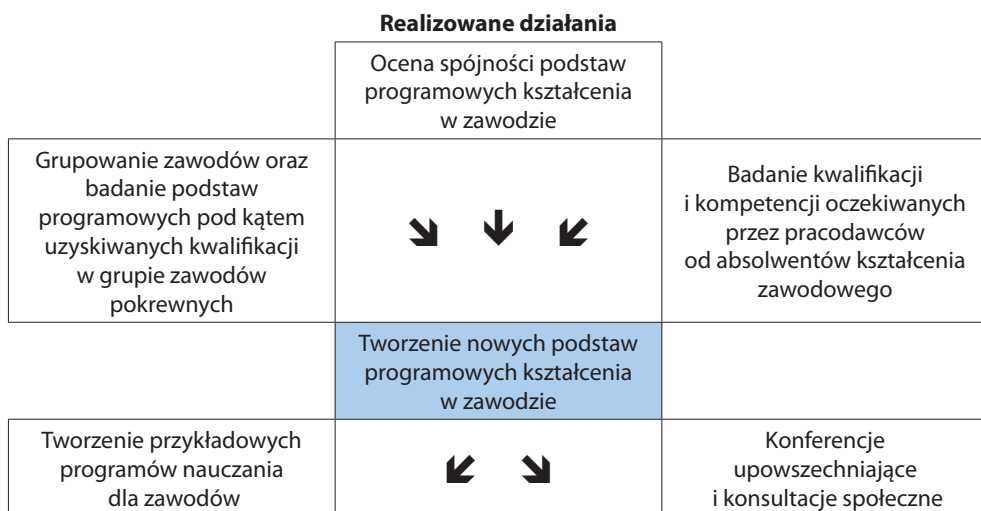 Realizowane działania
Ocena spójności podstaw
programowych kształcenia
w zawodzie
Grupowanie zawodów oraz
badanie podstaw
programowych pod kątem
uzyskiwanych kwalifikacji
w grupie zawodów
pokrewnych
Badanie kwalifikacji
i kompetencji oczekiwanych
przez pracodawców
od absolwentów kształcenia
zawodowego
Tworzenie nowych podstaw
programowych kształcenia
w zawodzie
Tworzenie przykładowych
programów nauczania
dla zawodów
Konferencje
upowszechniające
i konsultacje społeczne